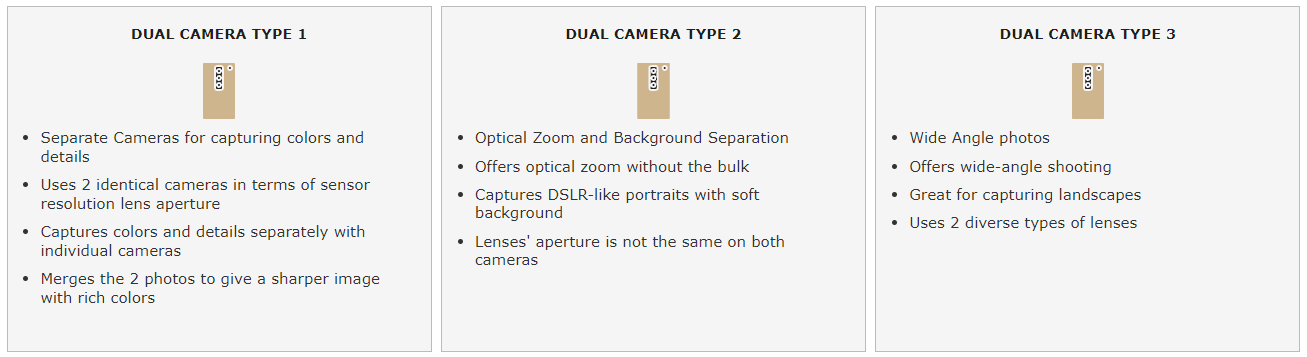 DUAL CAMERA TYPE 1
• Separate Cameras for capturing colors and
details
• Uses 2 identical cameras in terms of sensor
resolution lens aperture
• Captures colors and details separately with
individual cameras
• Merges the 2 photos to give a sharper image
with rich colors
DUAL CAMERA TYPE 2
• Optical Zoom and Background Separation
• Offers optical zoom without the bulk
• Captures DSLR-like portraits with soft
background
• Lenses' aperture is not the same on both
cameras
DUAL CAMERA TYPE 3
• Wide Angle photos
• Offers wide-angle shooting
• Great for capturing landscapes
• Uses 2 diverse types of lenses